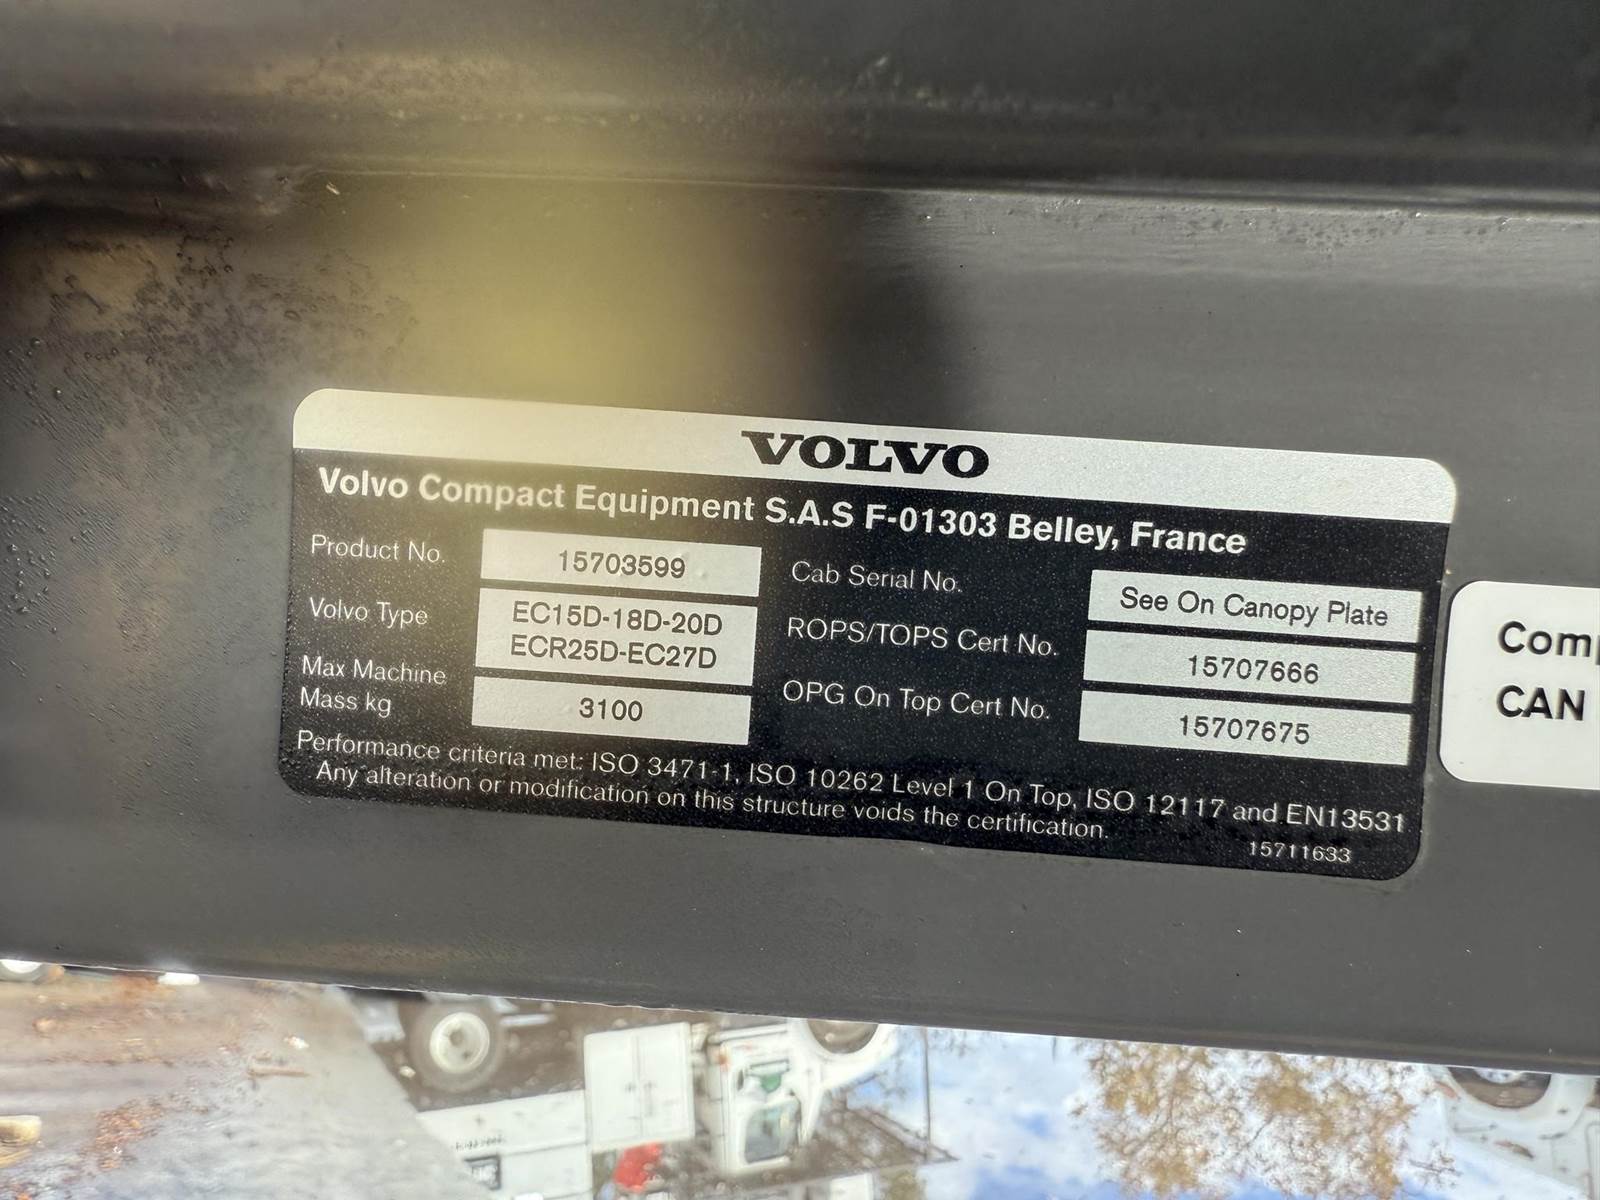 VOLVO
Volvo Compact Equipment S.A.S F-01303 Belley, France
Product No. 15703599
Volvo Type EC15D-18D-20D
ECR25D-EC27D
Max Machine
Mass kg 3100
Cab Serial No. See On Canopy Plate
ROPS/TOPS Cert No. 15707666
OPG On Top Cert No. 15707675
Performance criteria met: ISO 3471-1, ISO 10262 Level 1 On Top, ISO 12117 and EN13531
Any alteration or modification on this structure voids the certification.
15711633
CAN